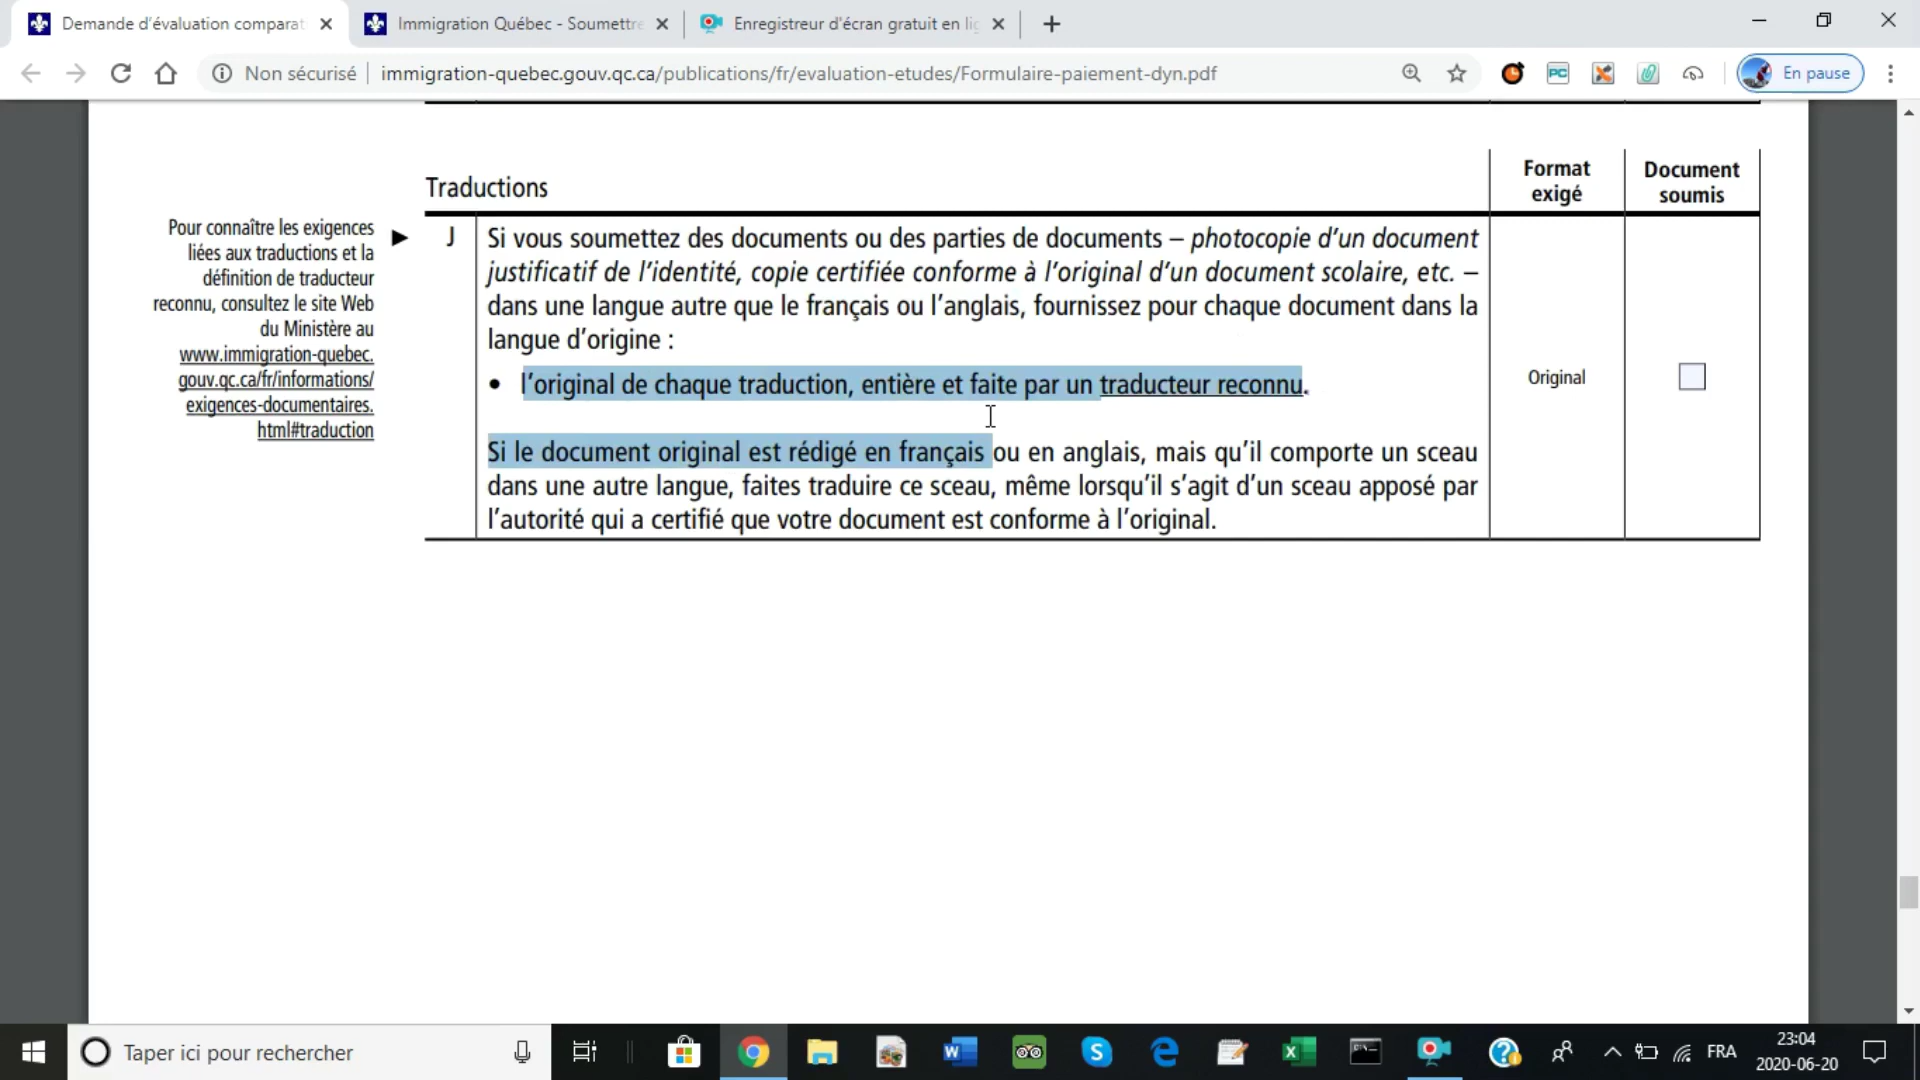 Demande d'évaluation comparat
Immigration Québec - Soumettre
Enregistreur d'écran gratuit en lig
Non sécurisé
immigration-quebec.gouv.qc.ca/publications/fr/evaluation-etudes/Formulaire-paiement-dyn.pdf
PC
En pause
Traductions
Format
exigé
Document
soumis
Pour connaître les exigences
liées aux traductions et la
définition de traducteur
reconnu, consultez le site Web
du Ministère au
www.immigration-quebec.
gouv.qc.ca/fr/informations/
exigences-documentaires.
html#traduction
J
Si vous soumettez des documents ou des parties de documents – photocopie d'un document
justificatif de l'identité, copie certifiée conforme à l'original d'un document scolaire, etc. –
dans une langue autre que le français ou l'anglais, fournissez pour chaque document dans la
langue d'origine :
• l'original de chaque traduction, entière et faite par un traducteur reconnu.
Si le document original est rédigé en français ou en anglais, mais qu'il comporte un sceau
dans une autre langue, faites traduire ce sceau, même lorsqu'il s'agit d'un sceau apposé par
l'autorité qui a certifié que votre document est conforme à l'original.
Original
Taper ici pour rechercher
FRA
23:04
2020-06-20